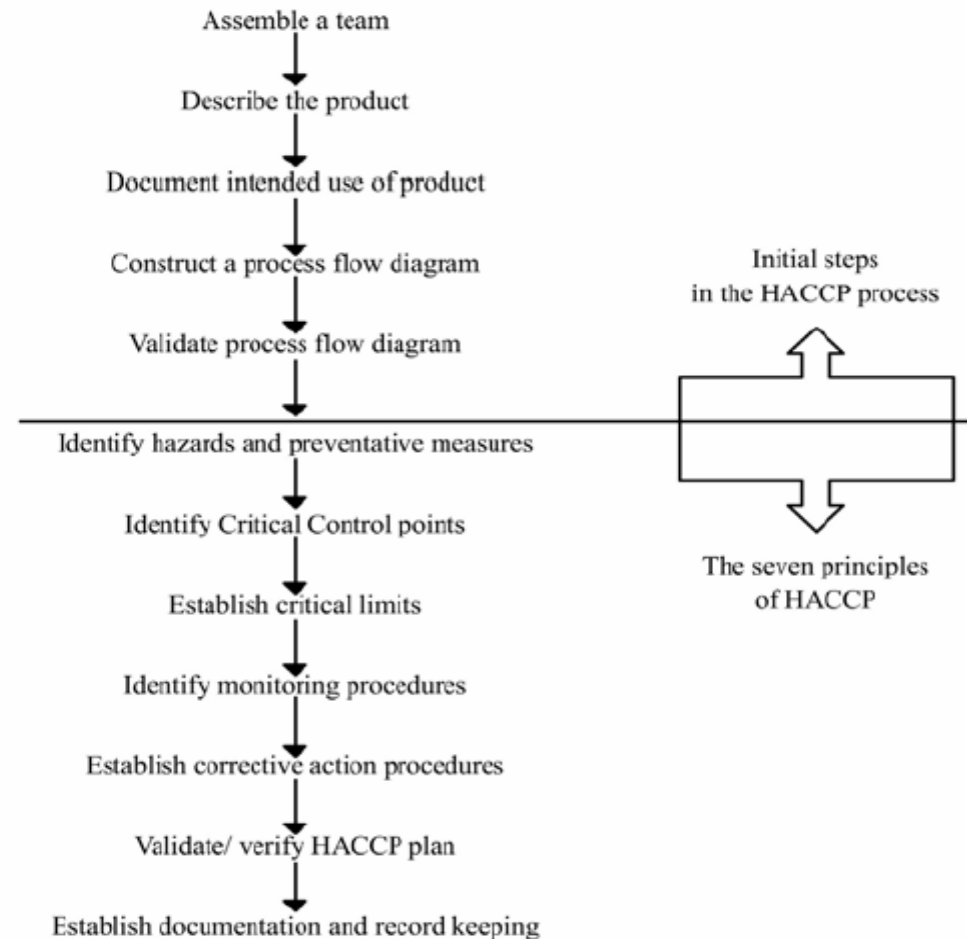 Assemble a team
Describe the product
Document intended use of product
Construct a process flow diagram
Validate process flow diagram
Initial steps
in the HACCP process
Identify hazards and preventative measures
Identify Critical Control points
Establish critical limits
Identify monitoring procedures
Establish corrective action procedures
Validate/ verify HACCP plan
Establish documentation and record keeping
The seven principles
of HACCP